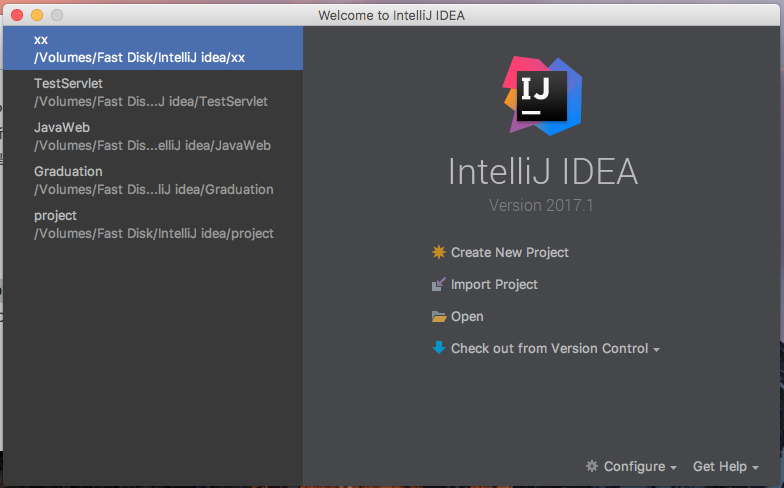 Welcome to IntelliJ IDEA
xx
/Volumes/Fast Disk/IntelliJ idea/xx
TestServlet
/Volumes/Fast Dis...J idea/TestServlet
JavaWeb
/Volumes/Fast Dis...elliJ idea/JavaWeb
Graduation
/Volumes/Fast Dis...liJ idea/Graduation
project
/Volumes/Fast Disk/IntelliJ idea/project
IJ
IntelliJ IDEA
Version 2017.1
Create New Project
Import Project
Open
Check out from Version Control
Configure
Get Help